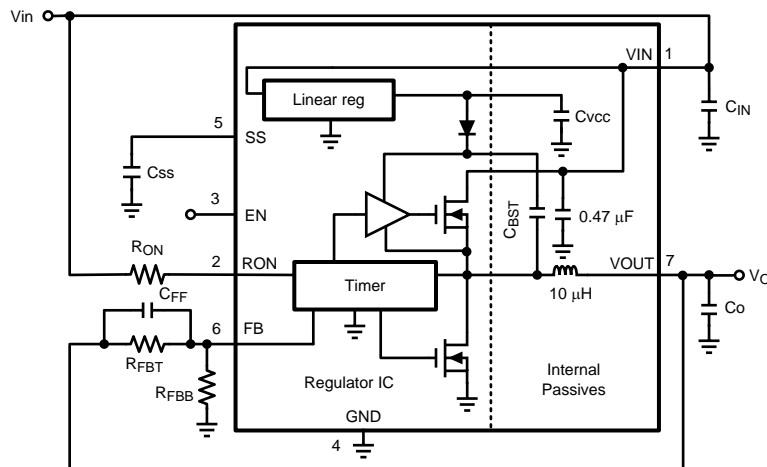 Vin
VIN 1
Linear reg
Cvcc
CIN
5
SS
Css
3
EN
CBST
0.47 μF
RON
2 RON
VOUT 7
VO
Timer
10 μH
CFF
Co
6 FB
RFBT
RFBB
Regulator IC
Internal
Passives
GND
4